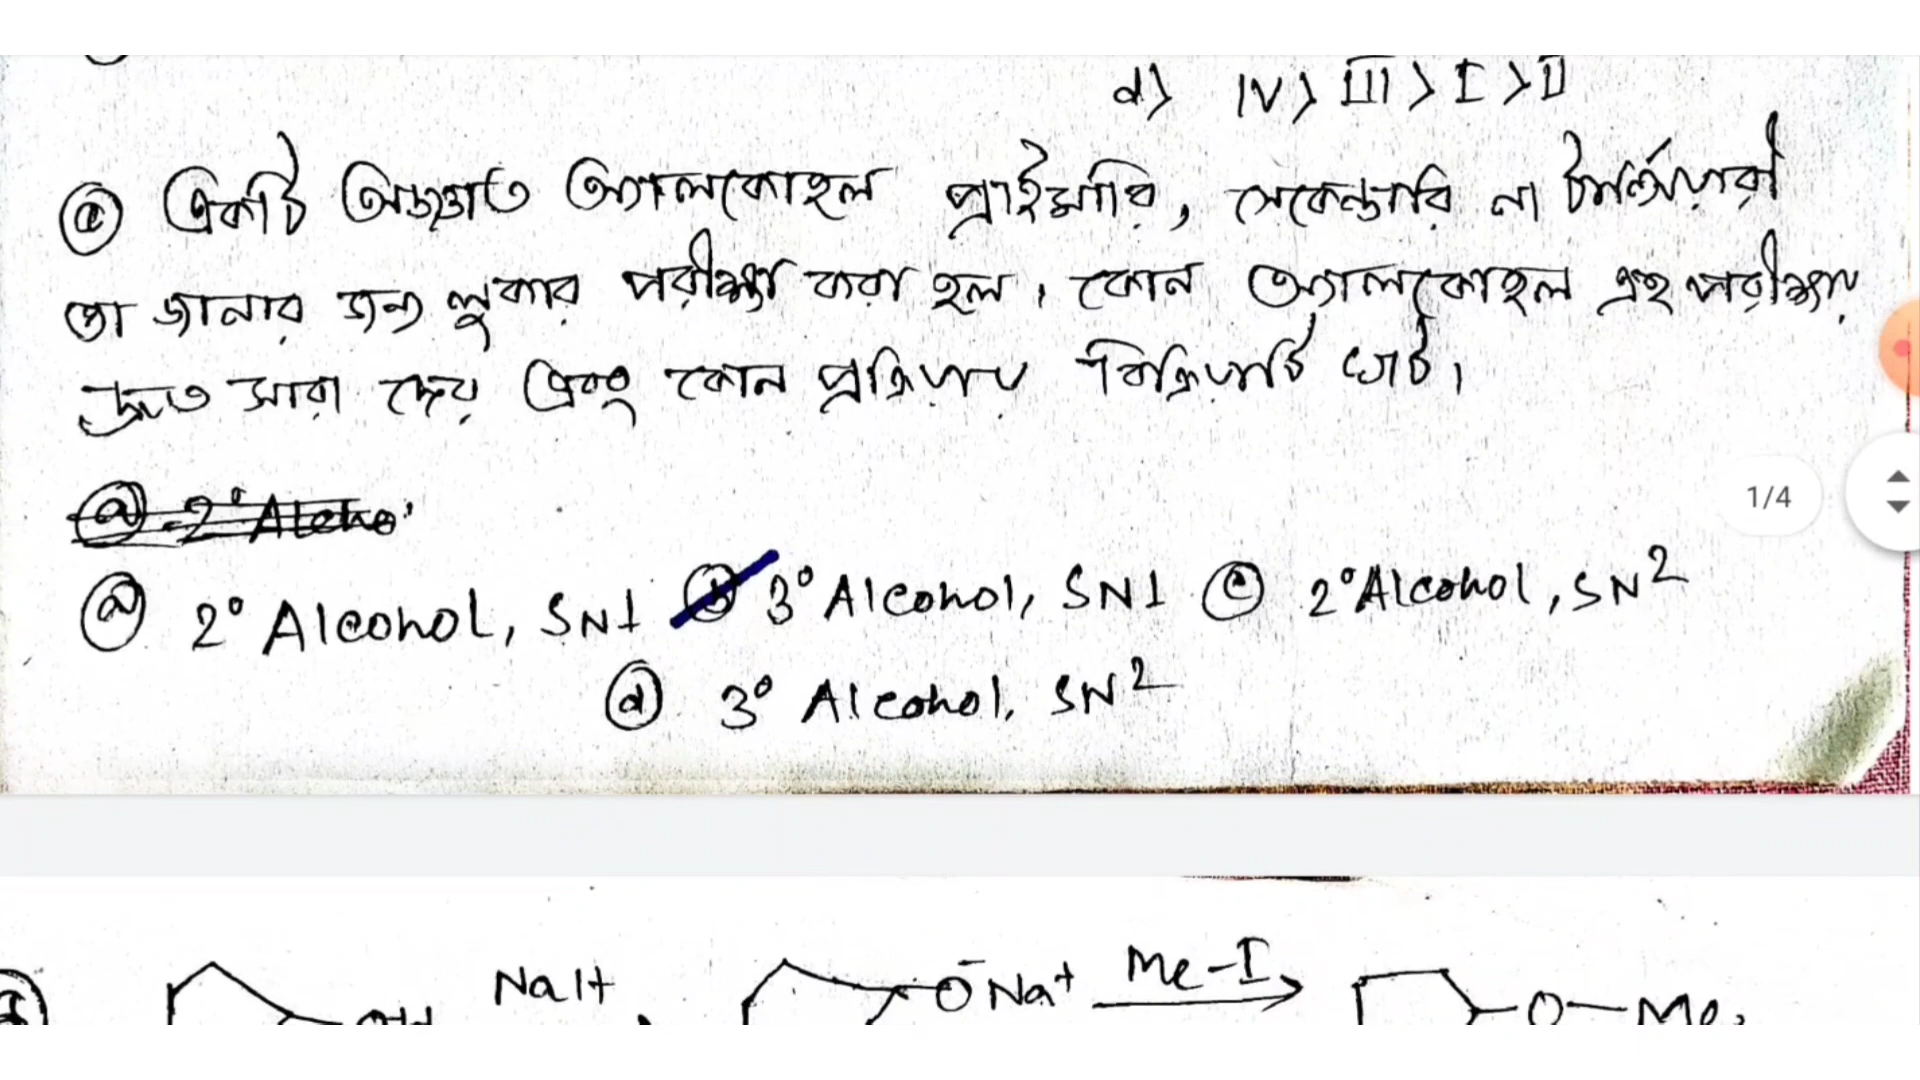 d) IV > III > I > II
e একটি অজ্ঞাত অ্যালকোহল প্রাইমারি, সেকেন্ডারি না টার্সিয়ারী
তা জানার জন্য লুকার পরীক্ষা করা হল। কোন অ্যালকোহল এই পরীক্ষায়
দ্রুত সারা দেয় এবং কোন প্রক্রিয়ায় বিক্রিয়াটি ঘটে।
a 2° Alcoho
a 2° Alcohol, SN1 b 3° Alcohol, SN1 c 2° Alcohol, SN2
1/4
d 3° Alcohol, SN2
NaH O⁻Na⁺ Me-I
OH O-Me